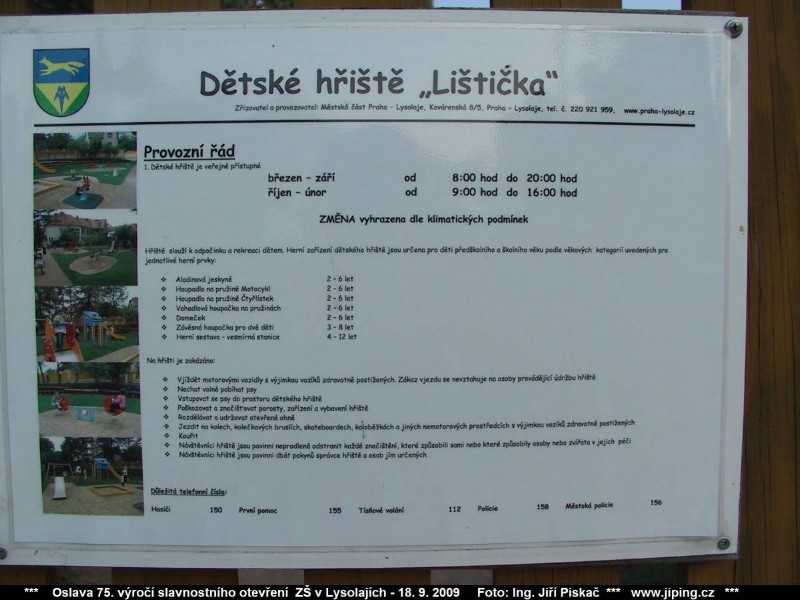 Dětské hřiště „Lištička“
Zřizovatel a provozovatel: Městská část Praha – Lysolaje, Kovárenská 8/5, Praha – Lysolaje, tel. č. 220 921 959, www.praha-lysolaje.cz
Provozní řád
1. Dětské hřiště je veřejně přístupné
březen – září od 8:00 hod do 20:00 hod
říjen – únor od 9:00 hod do 16:00 hod
ZMĚNA vyhrazena dle klimatických podmínek
Hřiště slouží k odpočinku a rekreaci dětem. Herní zařízení dětského hřiště jsou určena pro děti předškolního a školního věku podle věkových kategorií uvedených pro
jednotlivé herní prvky:
❖ Aladinová jeskyně 2 – 6 let
❖ Houpadlo na pružině Motocykl 2 – 6 let
❖ Houpadlo na pružině Čtyřlístek 2 – 6 let
❖ Vahadlová houpačka na pružinách 2 – 6 let
❖ Domeček 2 – 6 let
❖ Závěsná houpačka pro dvě děti 3 – 8 let
❖ Herní sestava – vesmírná stanice 4 – 12 let
Na hřišti je zakázáno:
❖ Vjíždět motorovými vozidly s výjimkou vozíků zdravotně postižených. Zákaz vjezdu se nevztahuje na osoby provádějící údržbu hřiště
❖ Nechat volně pobíhat psy
❖ Vstupovat se psy do prostoru dětského hřiště
❖ Poškozovat a znečišťovat porosty, zařízení a vybavení hřiště
❖ Rozdělávat a udržovat otevřené ohně
❖ Jezdit na kolech, kolečkových bruslích, skateboardech, koloběžkách a jiných nemotorových prostředcích s výjimkou vozíků zdravotně postižených
❖ Kouřit
❖ Návštěvníci hřiště jsou povinni neprodleně odstranit každé znečištění, které způsobili sami nebo které způsobily osoby nebo zvířata v jejich péči
❖ Návštěvníci hřiště jsou povinni dbát pokynů správce hřiště a osob jím určených
Důležitá telefonní čísla:
Hasiči 150 První pomoc 155 Tísňové volání 112 Policie 158 Městská policie 156
*** Oslava 75. výročí slavnostního otevření ZŠ v Lysolajích - 18. 9. 2009 Foto: Ing. Jiří Piskač *** www.jiping.cz ***